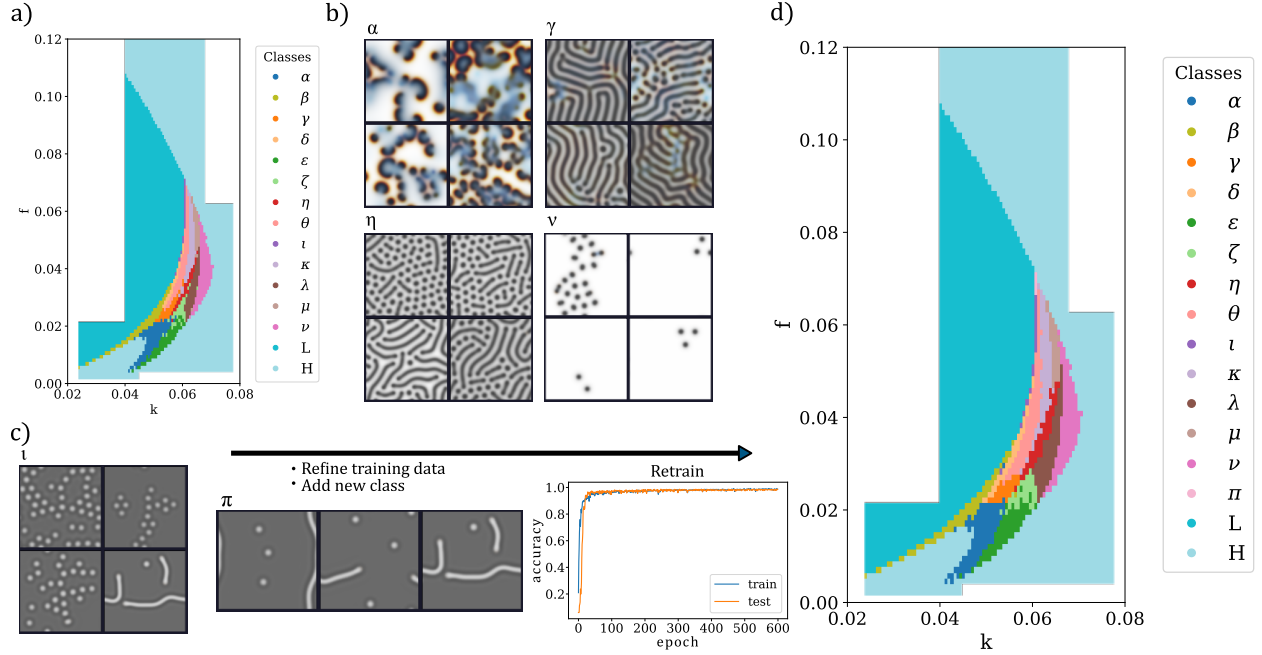 a)
0.12
0.10
0.08
0.06
0.04
0.02
0.00
f
0.02 0.04 0.06 0.08
k
Classes
α
β
γ
δ
ε
ζ
η
θ
ι
κ
λ
μ
ν
L
H
b)
α
γ
η
ν
c)
ι
• Refine training data
• Add new class
Retrain
π
accuracy
1.0
0.8
0.6
0.4
0.2
train
test
0 100 200 300 400 500 600
epoch
d)
0.12
0.10
0.08
0.06
0.04
0.02
0.00
f
0.02 0.04 0.06 0.08
k
Classes
α
β
γ
δ
ε
ζ
η
θ
ι
κ
λ
μ
ν
π
L
H